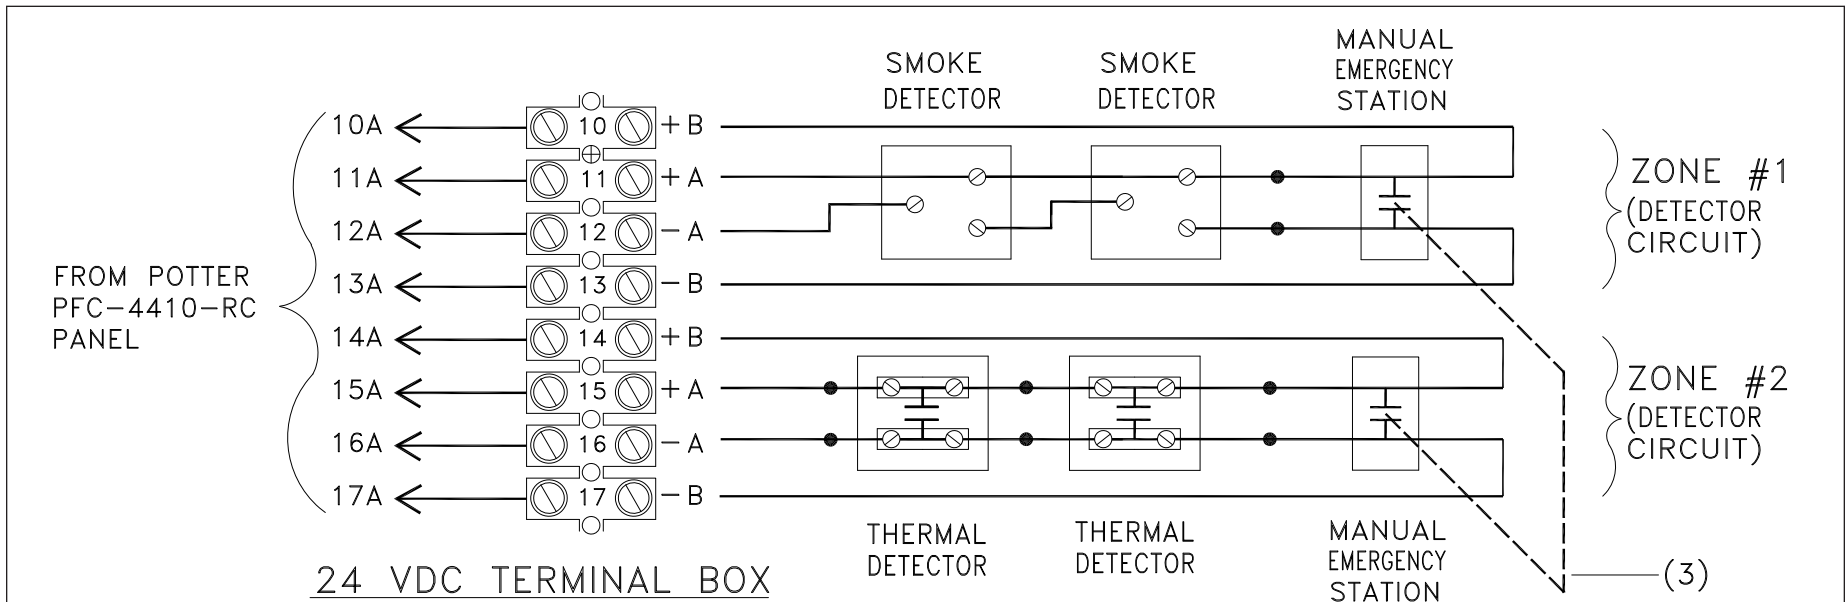 SMOKE
DETECTOR
SMOKE
DETECTOR
MANUAL
EMERGENCY
STATION
10A 10 +B
11A 11 +A
12A 12 −A
13A 13 −B
14A 14 +B
15A 15 +A
16A 16 −A
17A 17 −B
FROM POTTER
PFC−4410−RC
PANEL
ZONE #1
(DETECTOR
CIRCUIT)
ZONE #2
(DETECTOR
CIRCUIT)
THERMAL
DETECTOR
THERMAL
DETECTOR
MANUAL
EMERGENCY
STATION
(3)
24 VDC TERMINAL BOX